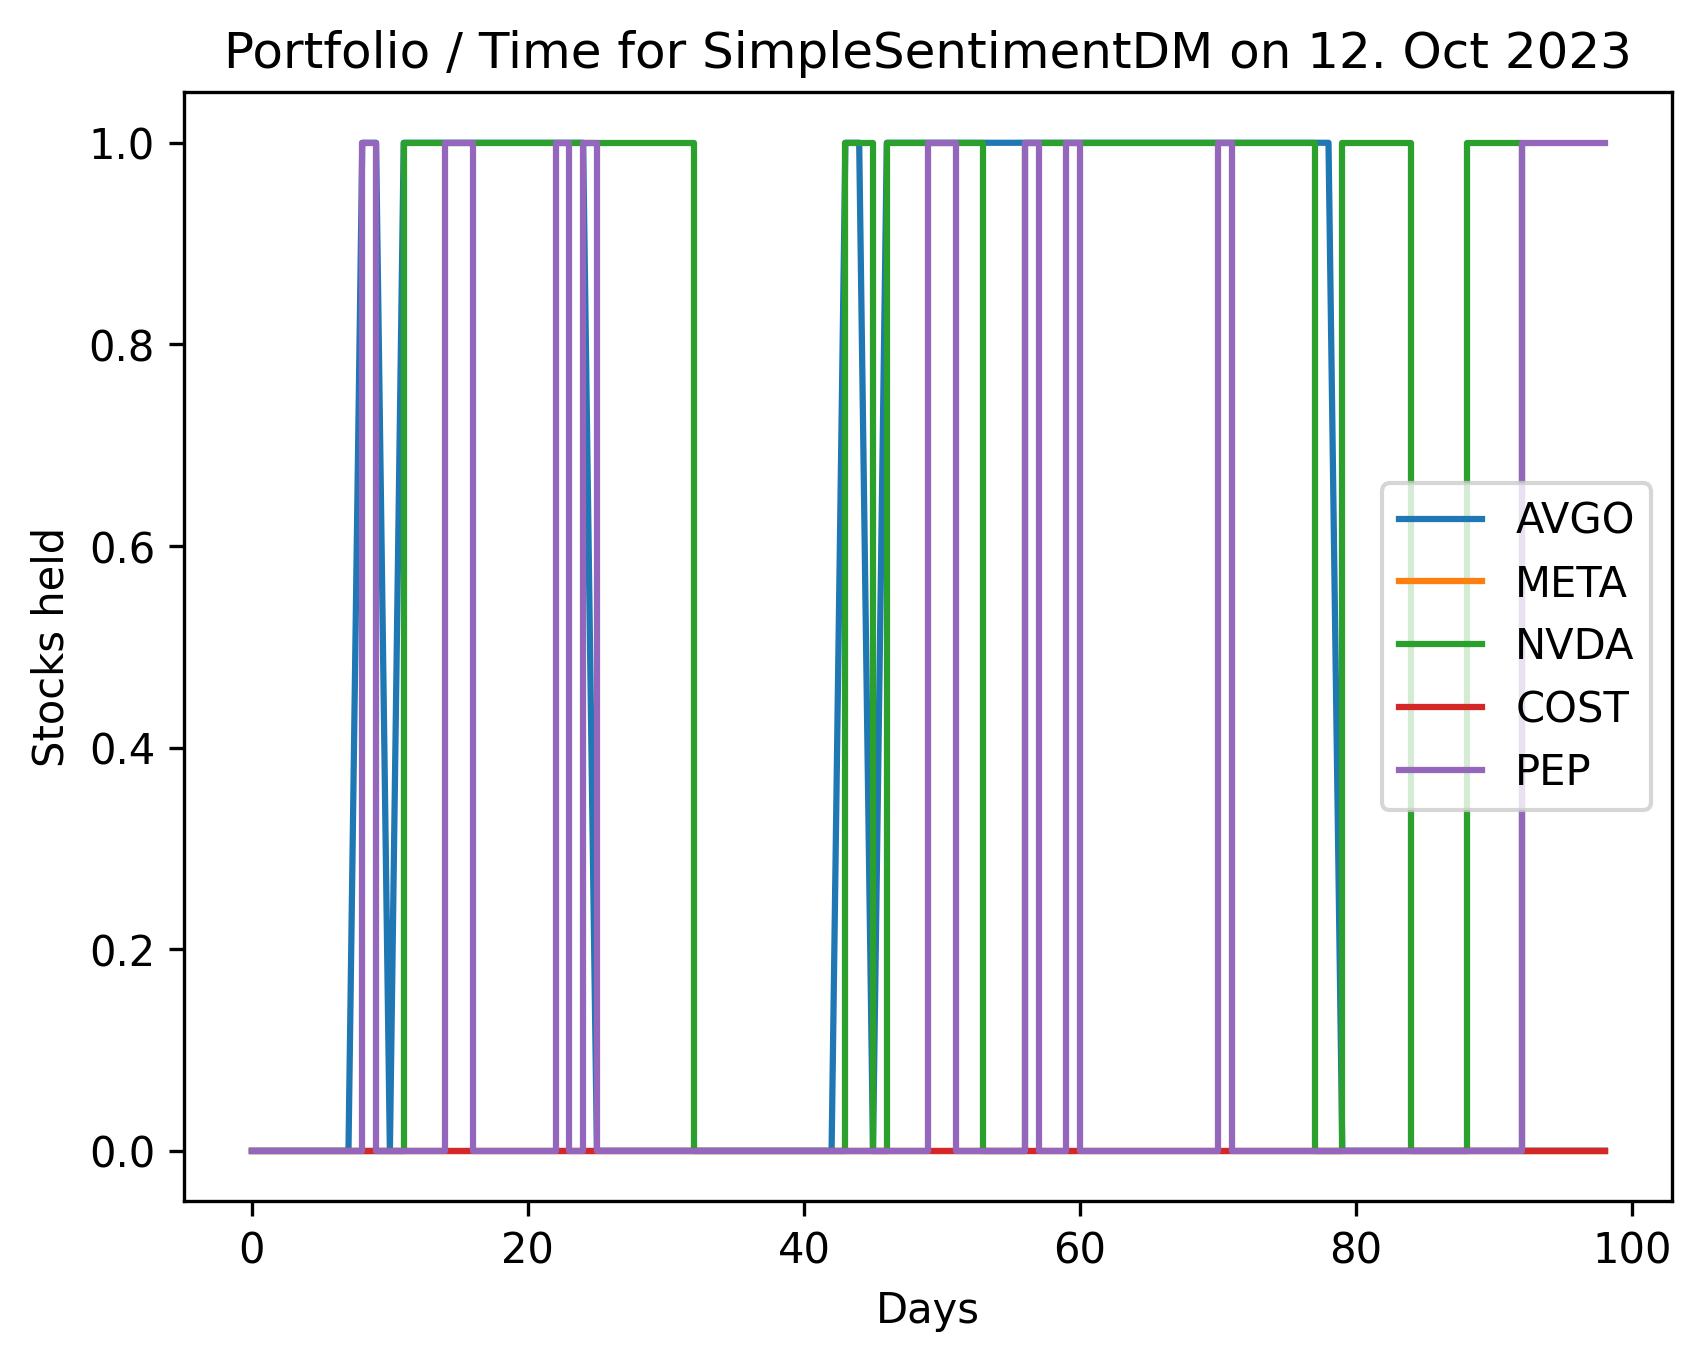 Portfolio / Time for SimpleSentimentDM on 12. Oct 2023
1.0
0.8
0.6
0.4
0.2
0.0
Stocks held
AVGO
META
NVDA
COST
PEP
0 20 40 60 80 100
Days